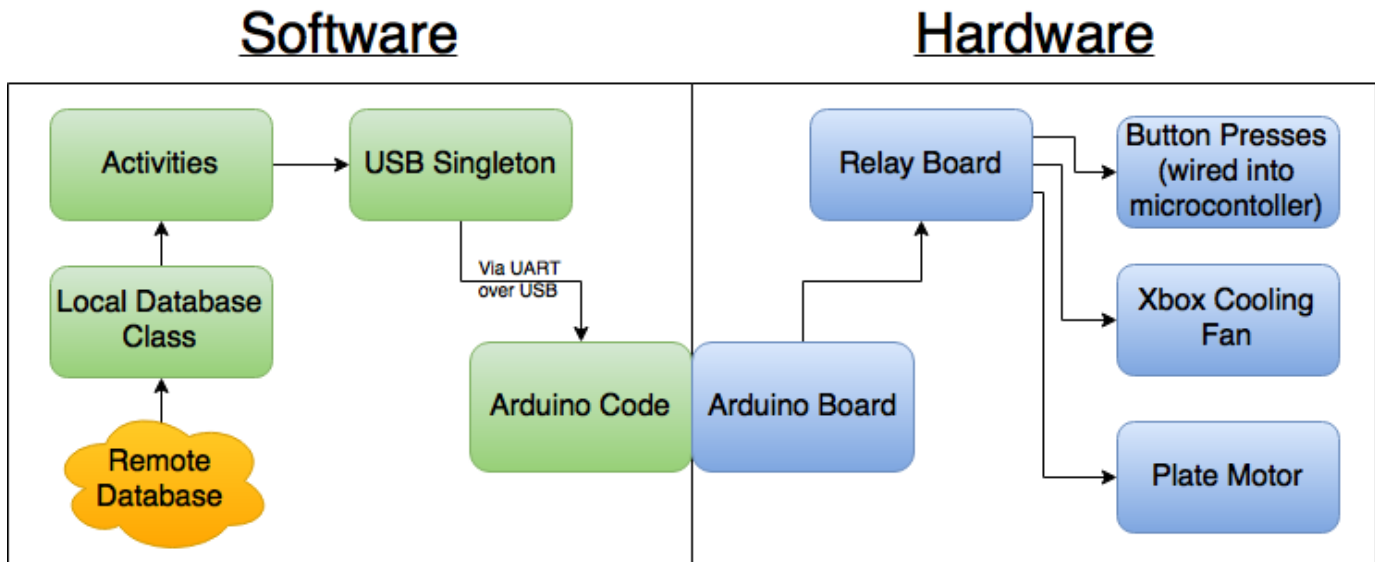 Software
Hardware
Activities
USB Singleton
Local Database
Class
Via UART
over USB
Remote
Database
Arduino Code
Arduino Board
Relay Board
Button Presses
(wired into
microcontoller)
Xbox Cooling
Fan
Plate Motor